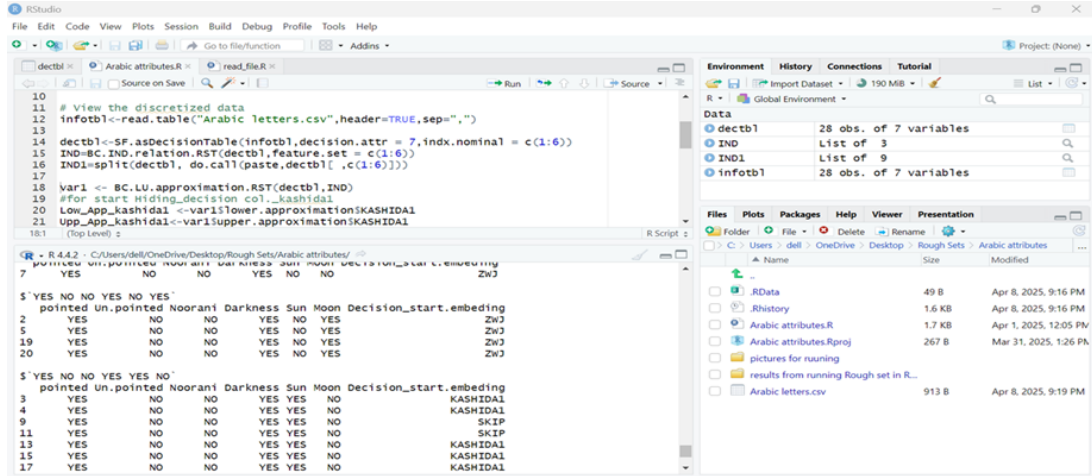 RStudio
File Edit Code View Plots Session Build Debug Profile Tools Help
Go to file/function Addins Project: (None)
dectbl Arabic attributes.R read_file.R
Source on Save Run Source
10
11 # View the discretized data
12 infotbl<-read.table("Arabic letters.csv",header=TRUE,sep=",")
13
14 dectbl<-SF.asDecisionTable(infotbl,decision.attr = 7,indx.nominal = c(1:6))
15 IND=BC.IND.relation.RST(dectbl,feature.set = c(1:6))
16 IND1=split(dectbl, do.call(paste,dectbl[ ,c(1:6)]))
17
18 var1 <- BC.LU.approximation.RST(dectbl,IND)
19 #for start Hiding_decision col._kashida1
20 Low_App_kashida1 <-var1$lower.approximation$KASHIDA1
21 Upp_App_kashida1<-var1$upper.approximation$KASHIDA1
18:1 (Top Level) R Script
R 4.4.2 · C:/Users/dell/OneDrive/Desktop/Rough Sets/Arabic attributes/
pointed Un.pointed Noorani Darkness Sun Moon Decision_start.embeding
7 YES NO NO YES NO YES ZWJ
$`YES NO NO YES NO YES`
pointed Un.pointed Noorani Darkness Sun Moon Decision_start.embeding
2 YES NO NO YES NO YES ZWJ
5 YES NO NO YES NO YES ZWJ
19 YES NO NO YES NO YES ZWJ
20 YES NO NO YES NO YES ZWJ
$`YES NO NO YES YES NO`
pointed Un.pointed Noorani Darkness Sun Moon Decision_start.embeding
3 YES NO NO YES YES NO KASHIDA1
4 YES NO NO YES YES NO KASHIDA1
9 YES NO NO YES YES NO SKIP
11 YES NO NO YES YES NO SKIP
13 YES NO NO YES YES NO KASHIDA1
15 YES NO NO YES YES NO KASHIDA1
17 YES NO NO YES YES NO KASHIDA1
Environment History Connections Tutorial
Import Dataset 190 MiB List
R Global Environment
Data
dectbl 28 obs. of 7 variables
IND List of 3
IND1 List of 9
infotbl 28 obs. of 7 variables
Files Plots Packages Help Viewer Presentation
Folder File Delete Rename
C: Users dell OneDrive Desktop Rough Sets Arabic attributes
Name Size Modified
..
.RData 49 B Apr 8, 2025, 9:16 PM
.Rhistory 1.6 KB Apr 8, 2025, 9:16 PM
Arabic attributes.R 1.7 KB Apr 1, 2025, 12:05 PM
Arabic attributes.Rproj 267 B Mar 31, 2025, 1:26 PM
pictures for ruuning
results from running Rough set in R...
Arabic letters.csv 913 B Apr 8, 2025, 9:19 PM